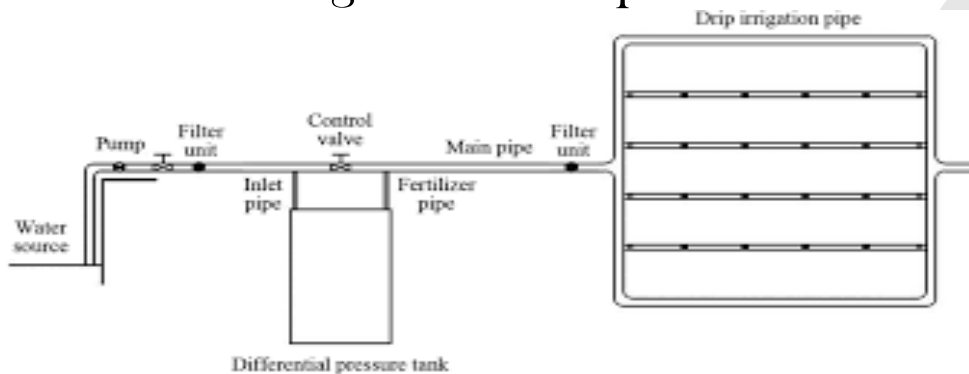 Drip irrigation pipe
Pump
Filter
unit
Control
valve
Main pipe
Filter
unit
Inlet
pipe
Fertilizer
pipe
Water
source
Differential pressure tank